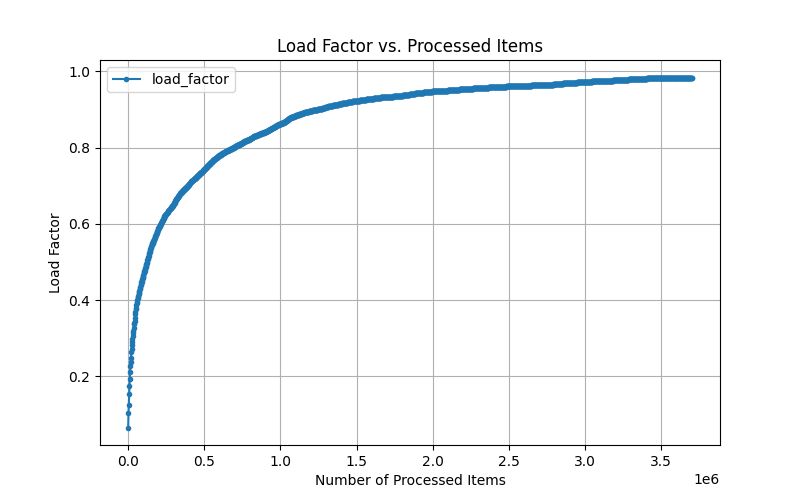 Load Factor vs. Processed Items
load_factor
Load Factor
1.0
0.8
0.6
0.4
0.2
0.0 0.5 1.0 1.5 2.0 2.5 3.0 3.5
1e6
Number of Processed Items